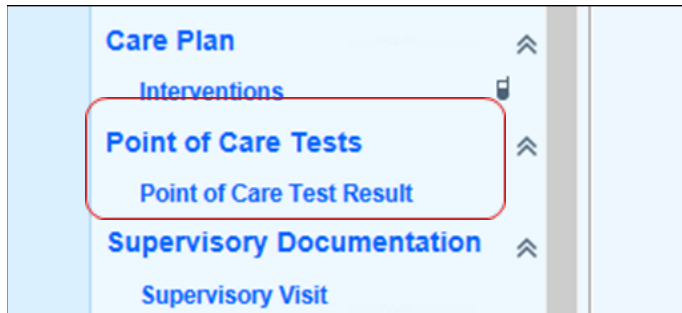 Care Plan
Interventions
Point of Care Tests
Point of Care Test Result
Supervisory Documentation
Supervisory Visit